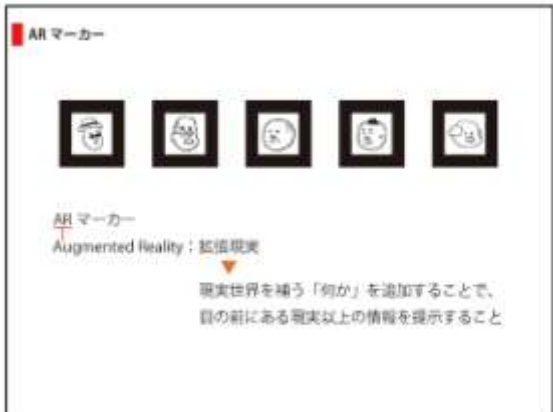 AR マーカー
AR マーカー
Augmented Reality：拡張現実
現実世界を補う「何か」を追加することで、
目の前にある現実以上の情報を提示すること